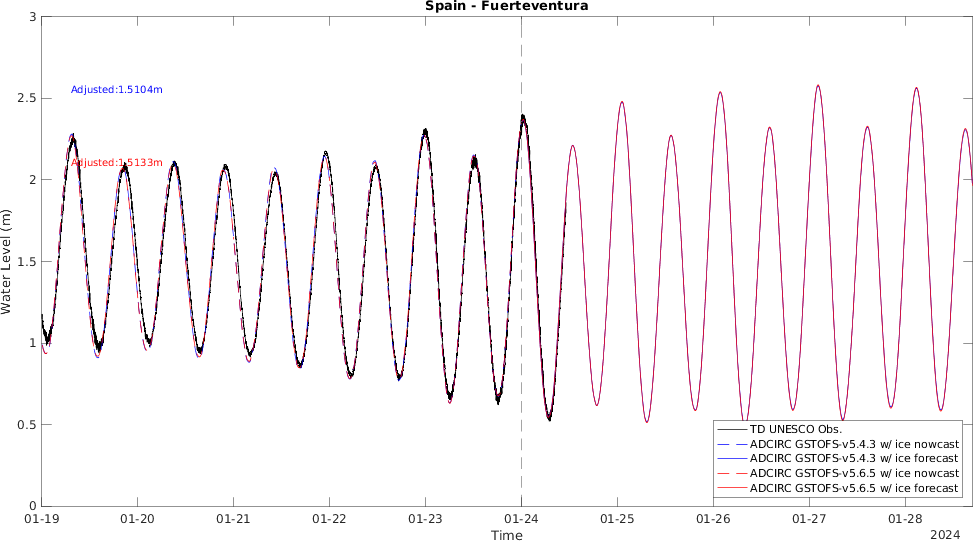 Spain - Fuerteventura
3
2.5
2
1.5
1
0.5
0
Water Level (m)
Adjusted:1.5104m
Adjusted:1.5133m
TD UNESCO Obs.
ADCIRC GSTOFS-v5.4.3 w/ ice nowcast
ADCIRC GSTOFS-v5.4.3 w/ ice forecast
ADCIRC GSTOFS-v5.6.5 w/ ice nowcast
ADCIRC GSTOFS-v5.6.5 w/ ice forecast
01-19 01-20 01-21 01-22 01-23 01-24 01-25 01-26 01-27 01-28
Time
2024